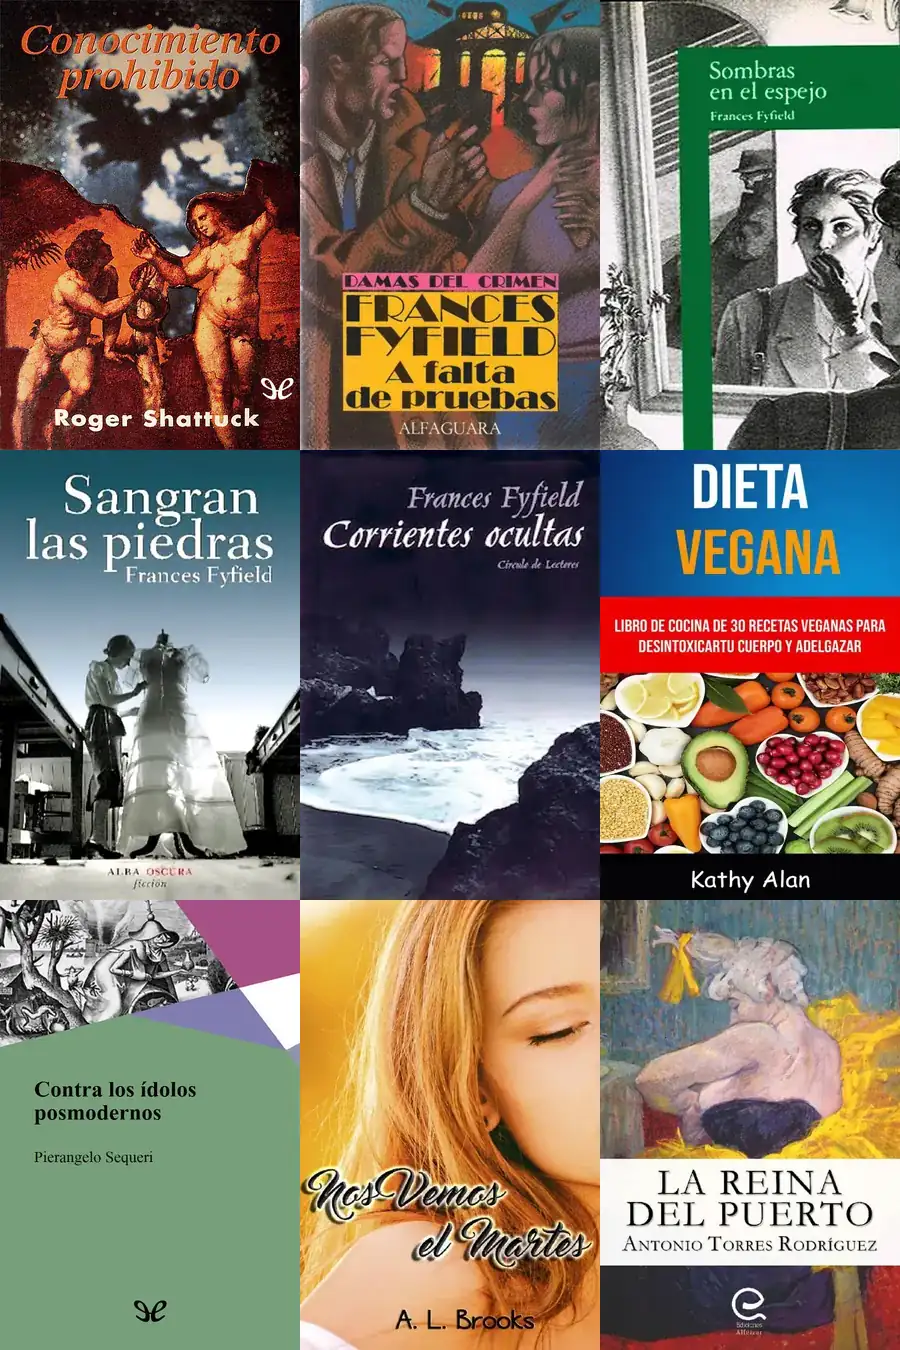 Conocimiento
prohibido
Roger Shattuck
DAMAS DEL CRIMEN
FRANCES
FYFIELD
A falta
de pruebas
ALFAGUARA
Sombras
en el espejo
Frances Fyfield
Sangran
las piedras
Frances Fyfield
ALBA OSCURA
ficción
Frances Fyfield
Corrientes ocultas
Círculo de Lectores
DIETA
VEGANA
LIBRO DE COCINA DE 30 RECETAS VEGANAS PARA
DESINTOXICARTU CUERPO Y ADELGAZAR
Kathy Alan
Contra los ídolos
posmodernos
Pierangelo Sequeri
Nos Vemos
el Martes
A. L. Brooks
LA REINA
DEL PUERTO
ANTONIO TORRES RODRÍGUEZ
Ediciones